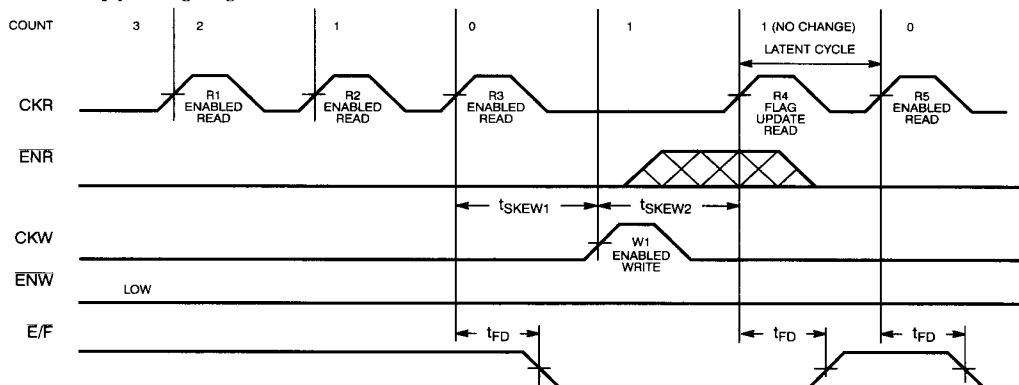 COUNT 3 2 1 0 1 1 (NO CHANGE) 0
LATENT CYCLE
CKR
R1
ENABLED
READ
R2
ENABLED
READ
R3
ENABLED
READ
R4
FLAG
UPDATE
READ
R5
ENABLED
READ
ENR
tSKEW1 tSKEW2
CKW
W1
ENABLED
WRITE
ENW
LOW
E/F
tFD tFD tFD